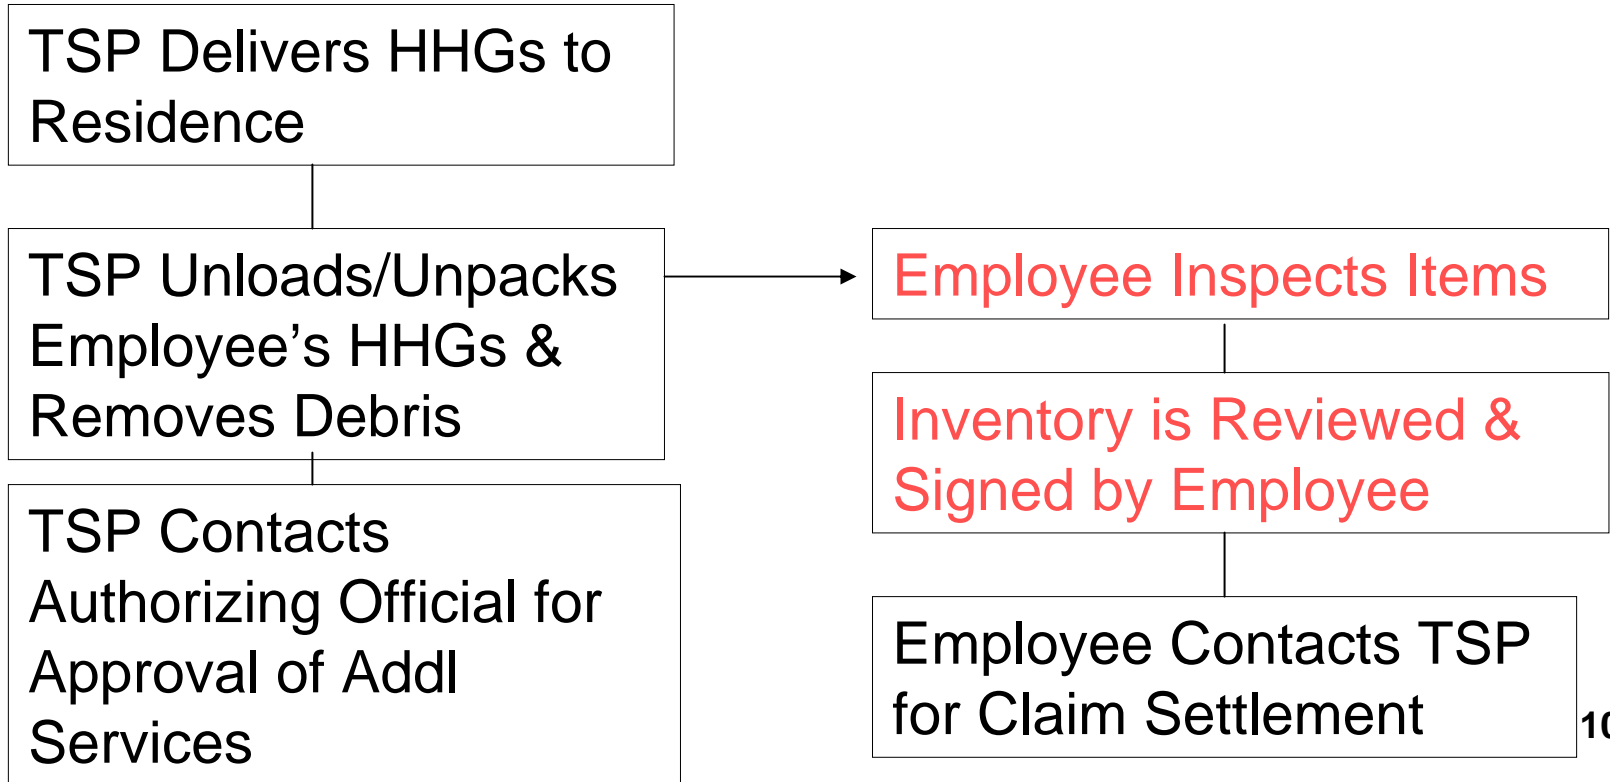 TSP Delivers HHGs to
Residence
TSP Unloads/Unpacks
Employee’s HHGs &
Removes Debris
TSP Contacts
Authorizing Official for
Approval of Addl
Services
Employee Inspects Items
Inventory is Reviewed &
Signed by Employee
Employee Contacts TSP
for Claim Settlement
10